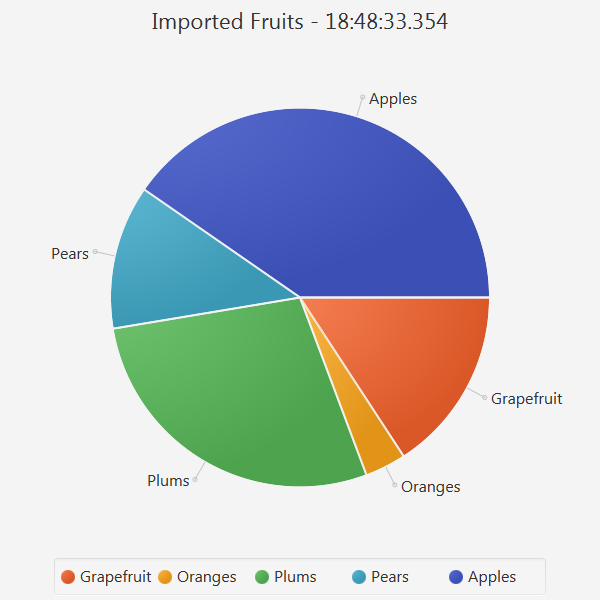 Imported Fruits - 18:48:33.354
Apples
Pears
Grapefruit
Plums
Oranges
Grapefruit Oranges Plums Pears Apples